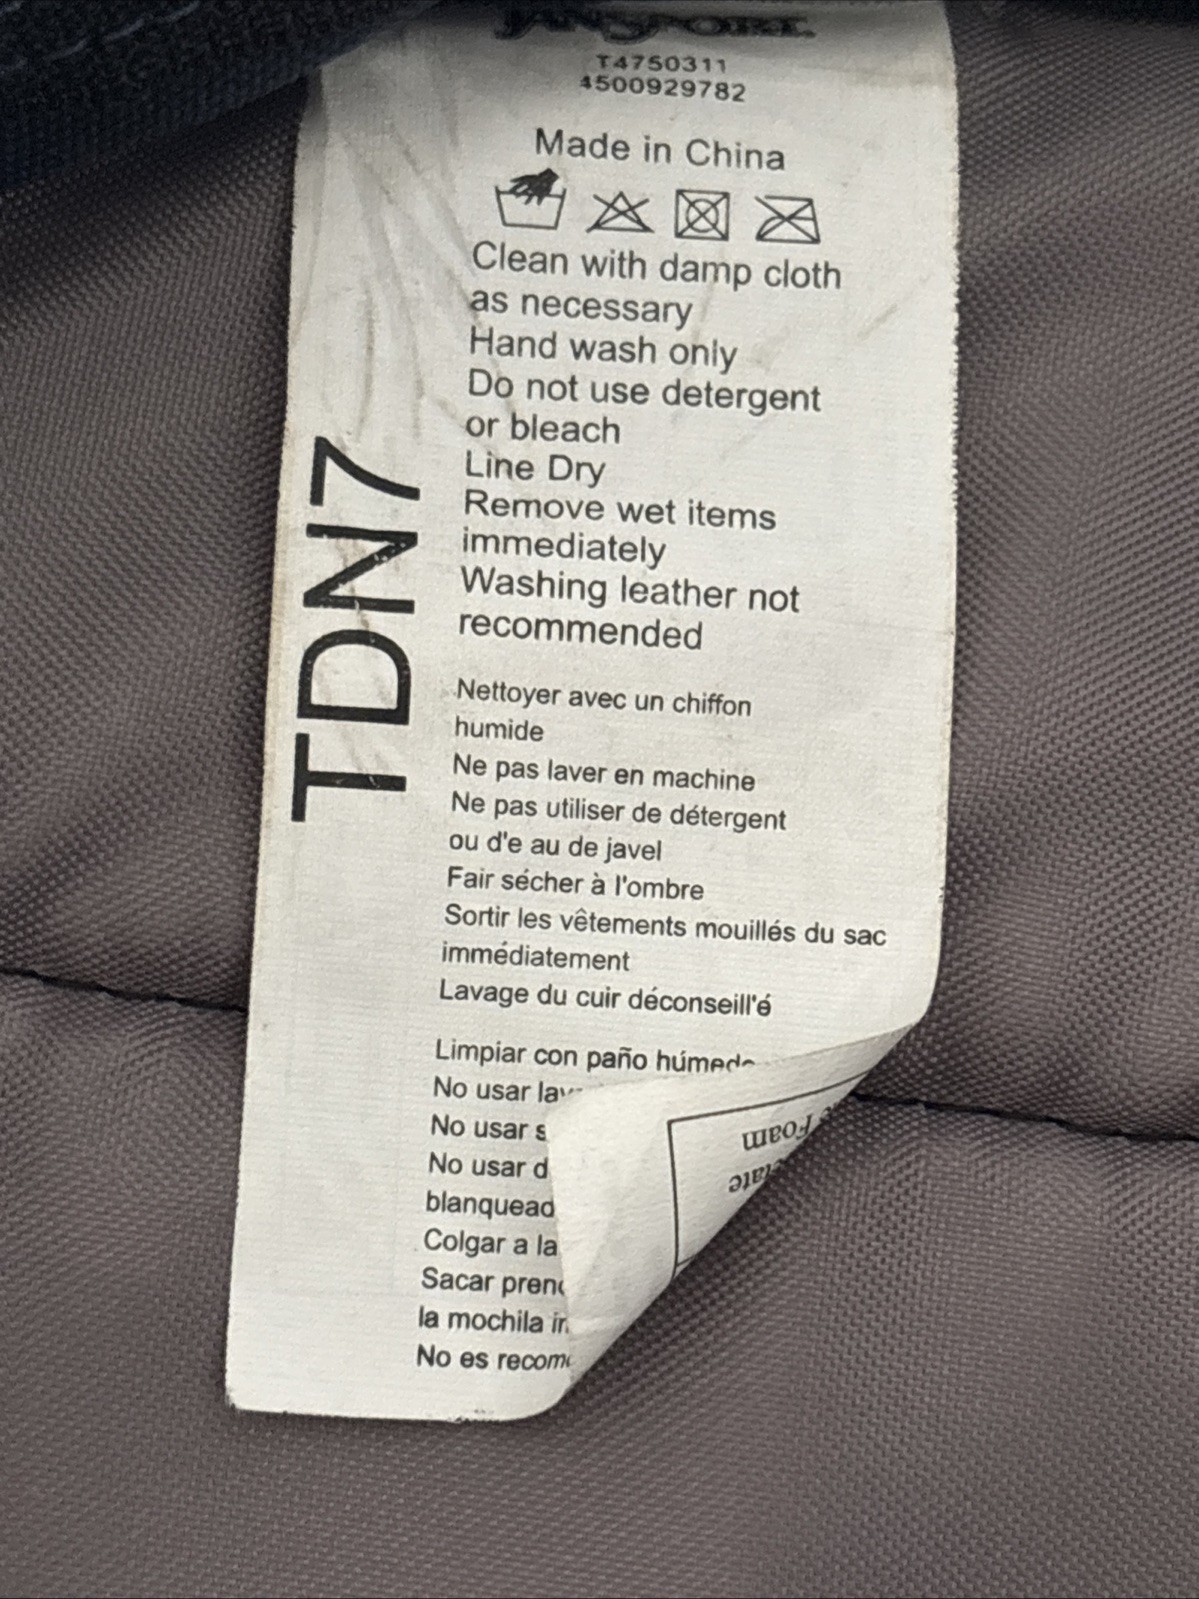 JANSPORT
T4750311
4500929782
Made in China
Clean with damp cloth
as necessary
Hand wash only
Do not use detergent
or bleach
Line Dry
Remove wet items
immediately
Washing leather not
recommended
TDN7
Nettoyer avec un chiffon
humide
Ne pas laver en machine
Ne pas utiliser de détergent
ou d'e au de javel
Fair sécher à l'ombre
Sortir les vêtements mouillés du sac
immédiatement
Lavage du cuir déconseill'é
Limpiar con paño
No usar
No usar
No usar
Colgar a la
Sacar
la mochila
No es
Foam